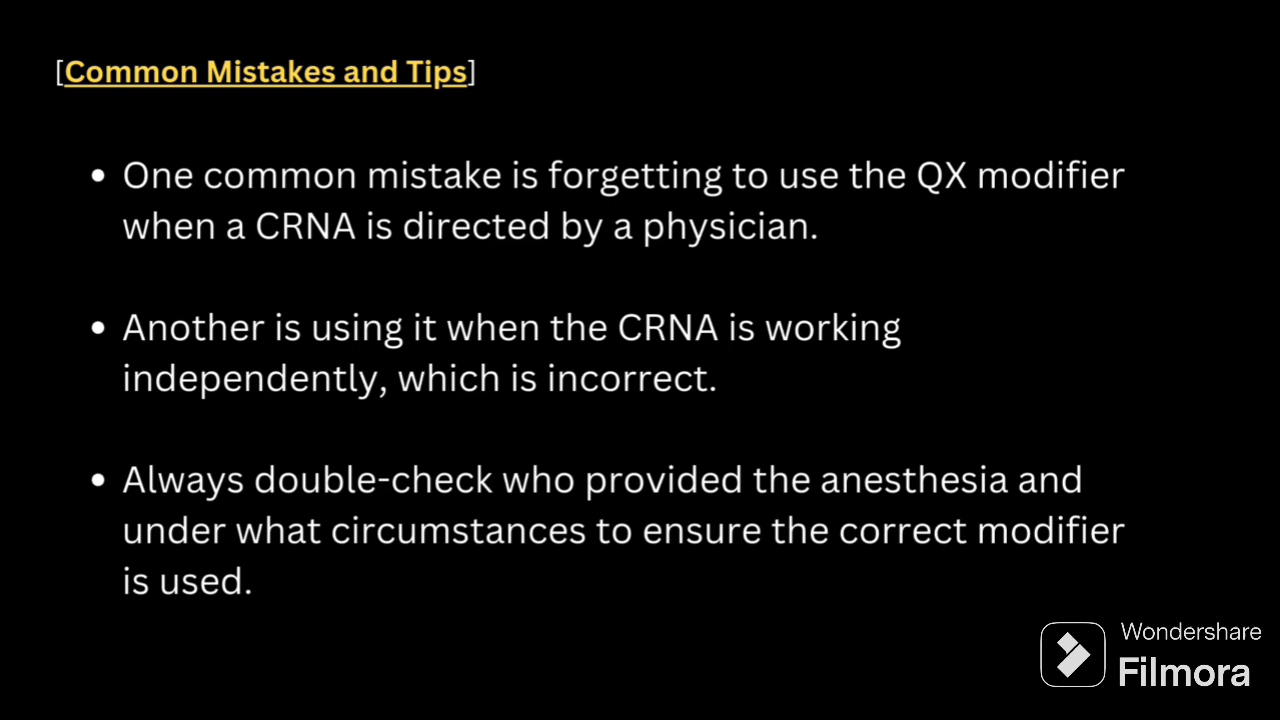 [Common Mistakes and Tips]
• One common mistake is forgetting to use the QX modifier
when a CRNA is directed by a physician.
• Another is using it when the CRNA is working
independently, which is incorrect.
• Always double-check who provided the anesthesia and
under what circumstances to ensure the correct modifier
is used.
Wondershare
Filmora